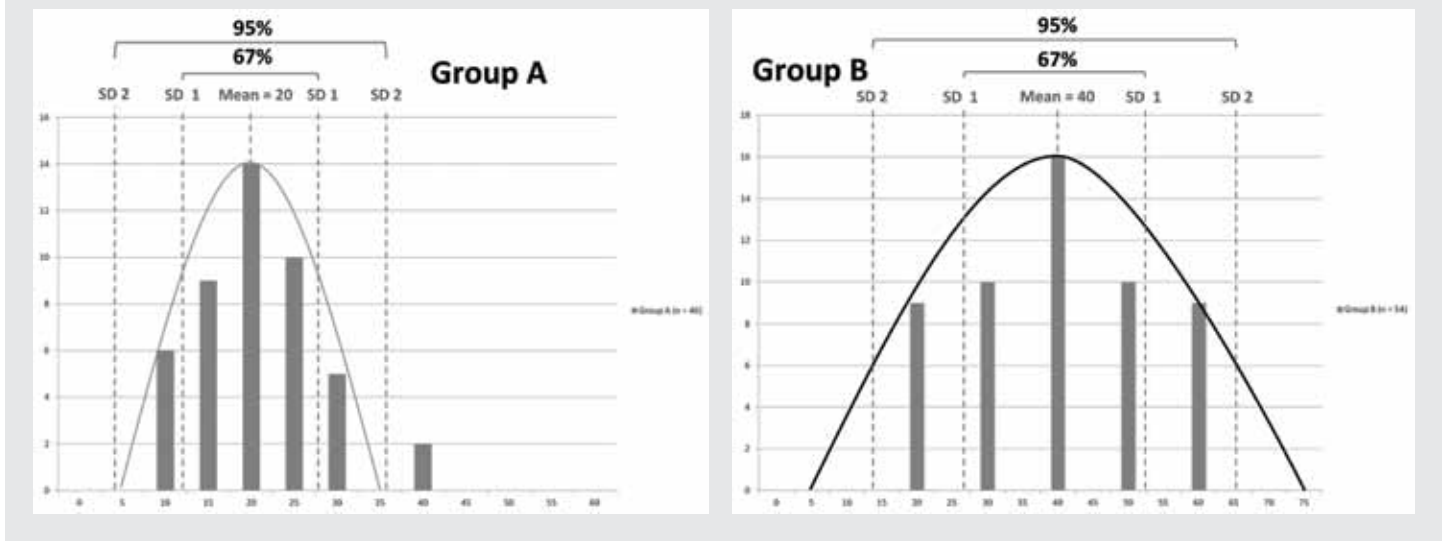 95%
67%
Group A
SD 2 SD 1 Mean = 20 SD 1 SD 2
16
14
12
10
8
6
4
2
0
0 5 10 15 20 25 30 35 40 45 50 55 60
Group A (n = 46)
95%
67%
Group B
SD 2 SD 1 Mean = 40 SD 1 SD 2
18
16
14
12
10
8
6
4
2
0
0 5 10 15 20 25 30 35 40 45 50 55 60 65 70 75
Group B (n = 54)